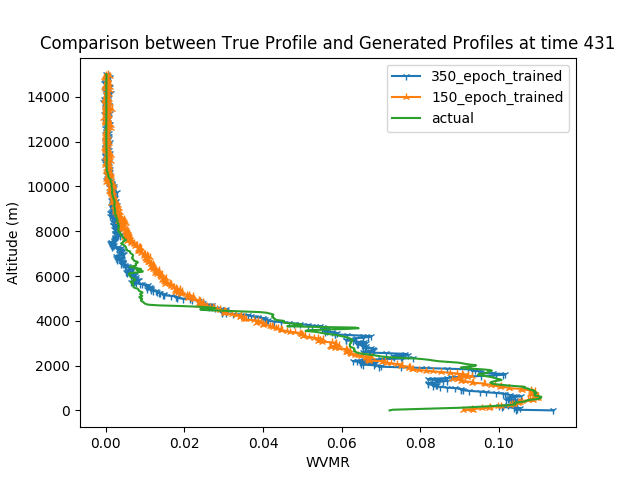 Comparison between True Profile and Generated Profiles at time 431
350_epoch_trained
150_epoch_trained
actual
Altitude (m)
14000
12000
10000
8000
6000
4000
2000
0
0.00 0.02 0.04 0.06 0.08 0.10
WVMR